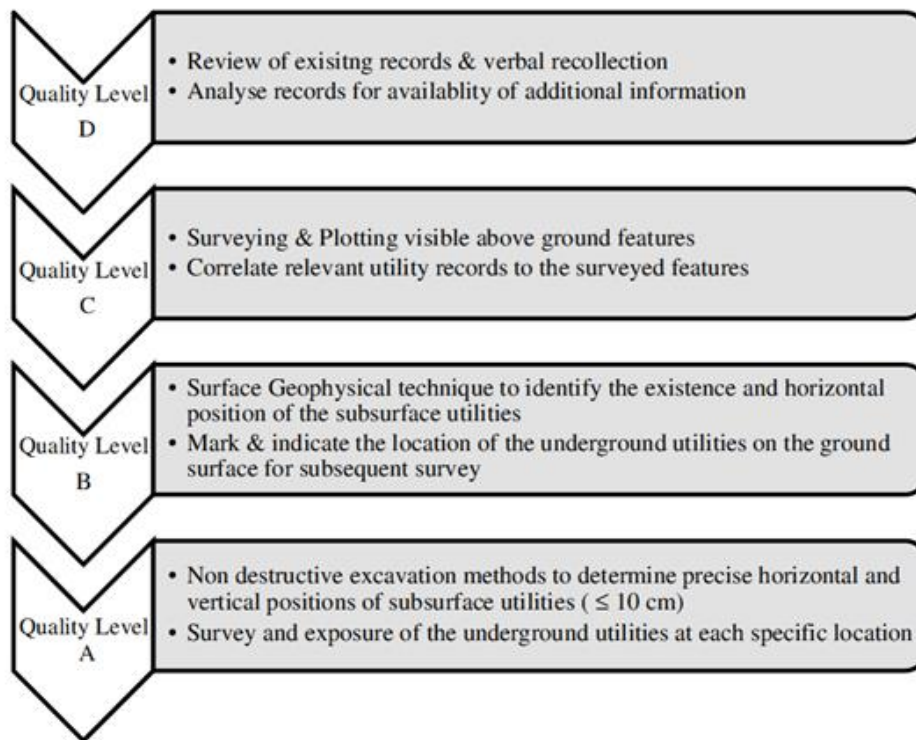 Quality Level
D
• Review of exisitng records & verbal recollection
• Analyse records for availablity of additional information
Quality Level
C
• Surveying & Plotting visible above ground features
• Correlate relevant utility records to the surveyed features
Quality Level
B
• Surface Geophysical technique to identify the existence and horizontal
position of the subsurface utilities
• Mark & indicate the location of the underground utilities on the ground
surface for subsequent survey
Quality Level
A
• Non destructive excavation methods to determine precise horizontal and
vertical positions of subsurface utilities ( ≤ 10 cm)
• Survey and exposure of the underground utilities at each specific location